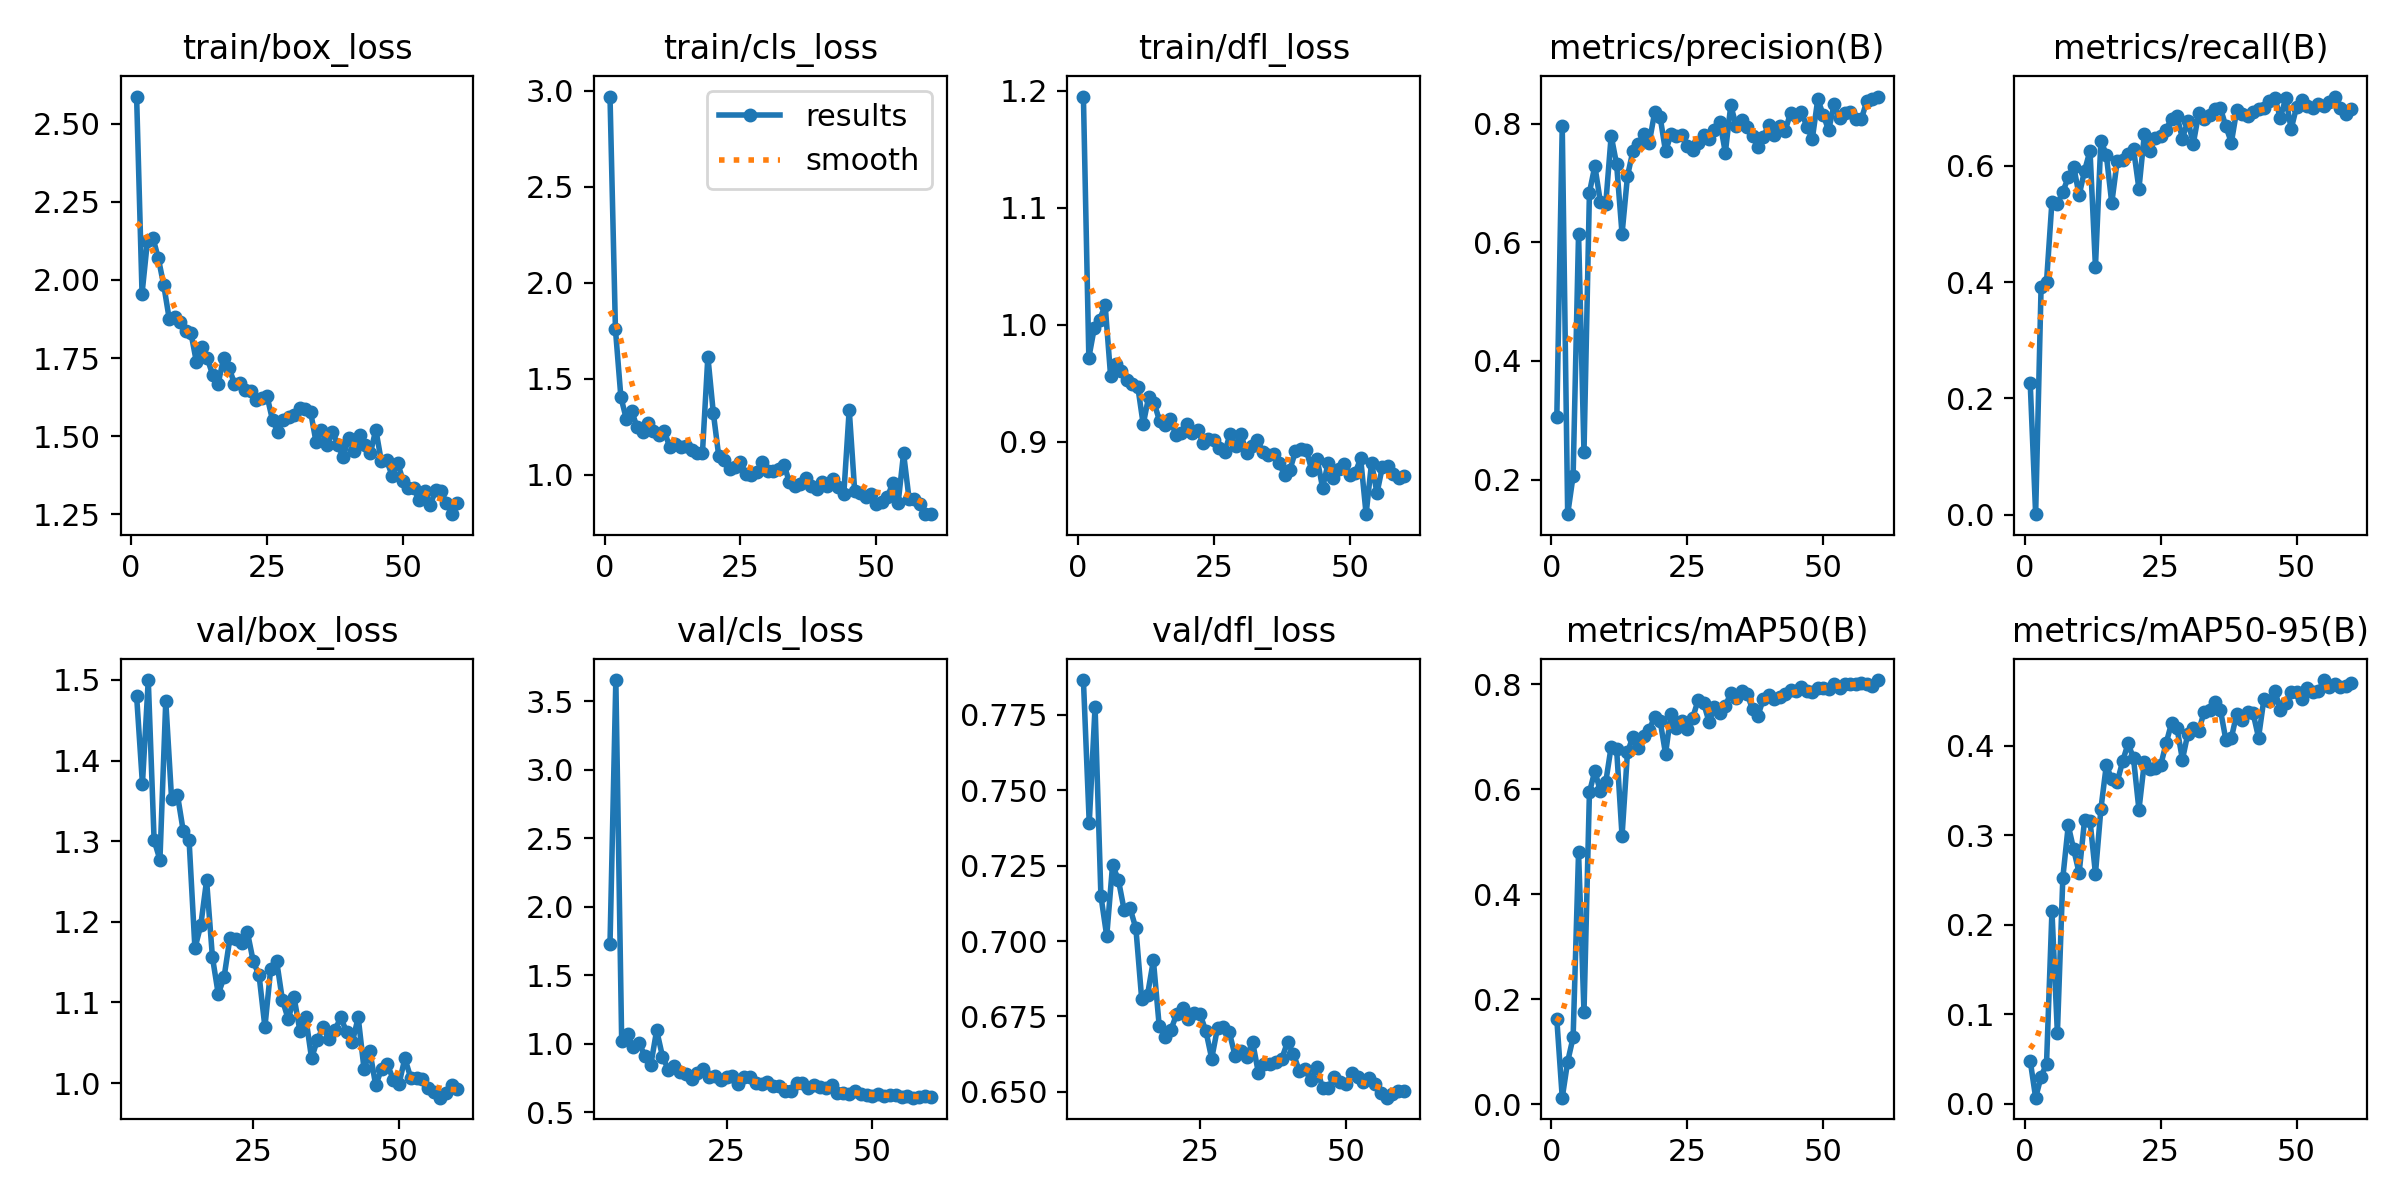 train/box_loss
2.50
2.25
2.00
1.75
1.50
1.25
0 25 50
train/cls_loss
results
smooth
3.0
2.5
2.0
1.5
1.0
0 25 50
train/dfl_loss
1.2
1.1
1.0
0.9
0 25 50
metrics/precision(B)
0.8
0.6
0.4
0.2
0 25 50
metrics/recall(B)
0.6
0.4
0.2
0.0
0 25 50
val/box_loss
1.5
1.4
1.3
1.2
1.1
1.0
25 50
val/cls_loss
3.5
3.0
2.5
2.0
1.5
1.0
0.5
25 50
val/dfl_loss
0.775
0.750
0.725
0.700
0.675
0.650
25 50
metrics/mAP50(B)
0.8
0.6
0.4
0.2
0.0
0 25 50
metrics/mAP50-95(B)
0.4
0.3
0.2
0.1
0.0
0 25 50